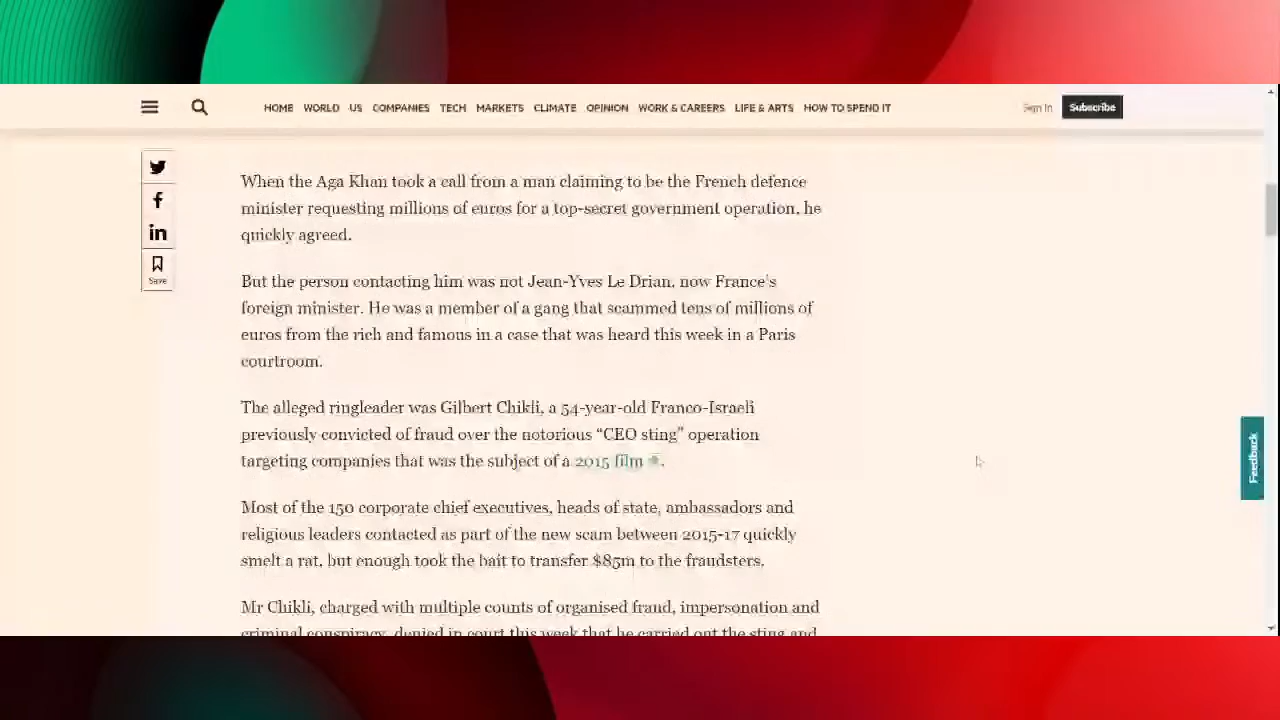 HOME WORLD US COMPANIES TECH MARKETS CLIMATE OPINION WORK & CAREERS LIFE & ARTS HOW TO SPEND IT Sign In Subscribe
Save
When the Aga Khan took a call from a man claiming to be the French defence
minister requesting millions of euros for a top-secret government operation, he
quickly agreed.
But the person contacting him was not Jean-Yves Le Drian, now France's
foreign minister. He was a member of a gang that scammed tens of millions of
euros from the rich and famous in a case that was heard this week in a Paris
courtroom.
The alleged ringleader was Gilbert Chikli, a 54-year-old Franco-Israeli
previously convicted of fraud over the notorious “CEO sting” operation
targeting companies that was the subject of a 2015 film.
Most of the 150 corporate chief executives, heads of state, ambassadors and
religious leaders contacted as part of the new scam between 2015-17 quickly
smelt a rat, but enough took the bait to transfer $85m to the fraudsters.
Mr Chikli, charged with multiple counts of organised fraud, impersonation and
criminal conspiracy, denied in court this week that he carried out the sting and
Feedback